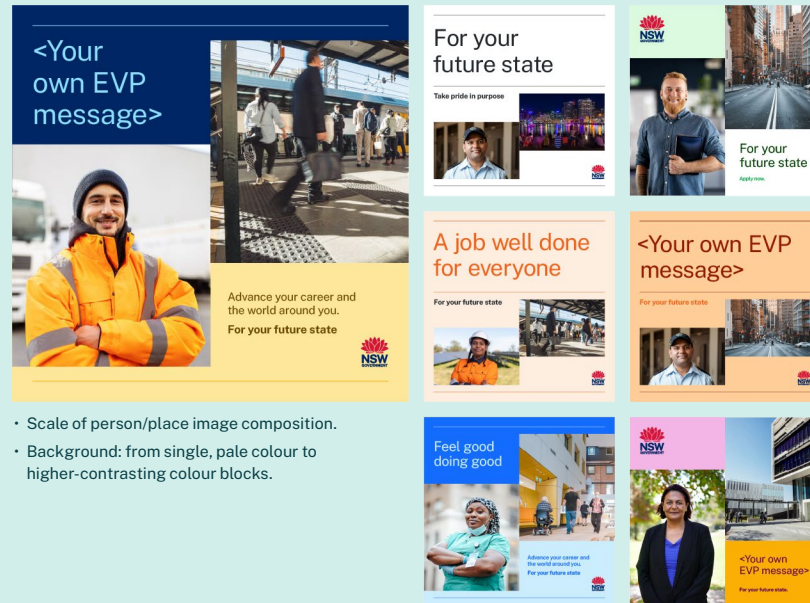 <Your
own EVP
message>
Advance your career and
the world around you.
For your future state
NSW
GOVERNMENT
• Scale of person/place image composition.
• Background: from single, pale colour to
higher-contrasting colour blocks.
For your
future state
Take pride in purpose
NSW
NSW
GOVERNMENT
For your
future state
Apply now.
A job well done
for everyone
For your future state
NSW
<Your own EVP
message>
For your future state
NSW
Feel good
doing good
Advance your career and
the world around you.
For your future state
NSW
NSW
GOVERNMENT
<Your own
EVP message>
For your future state.